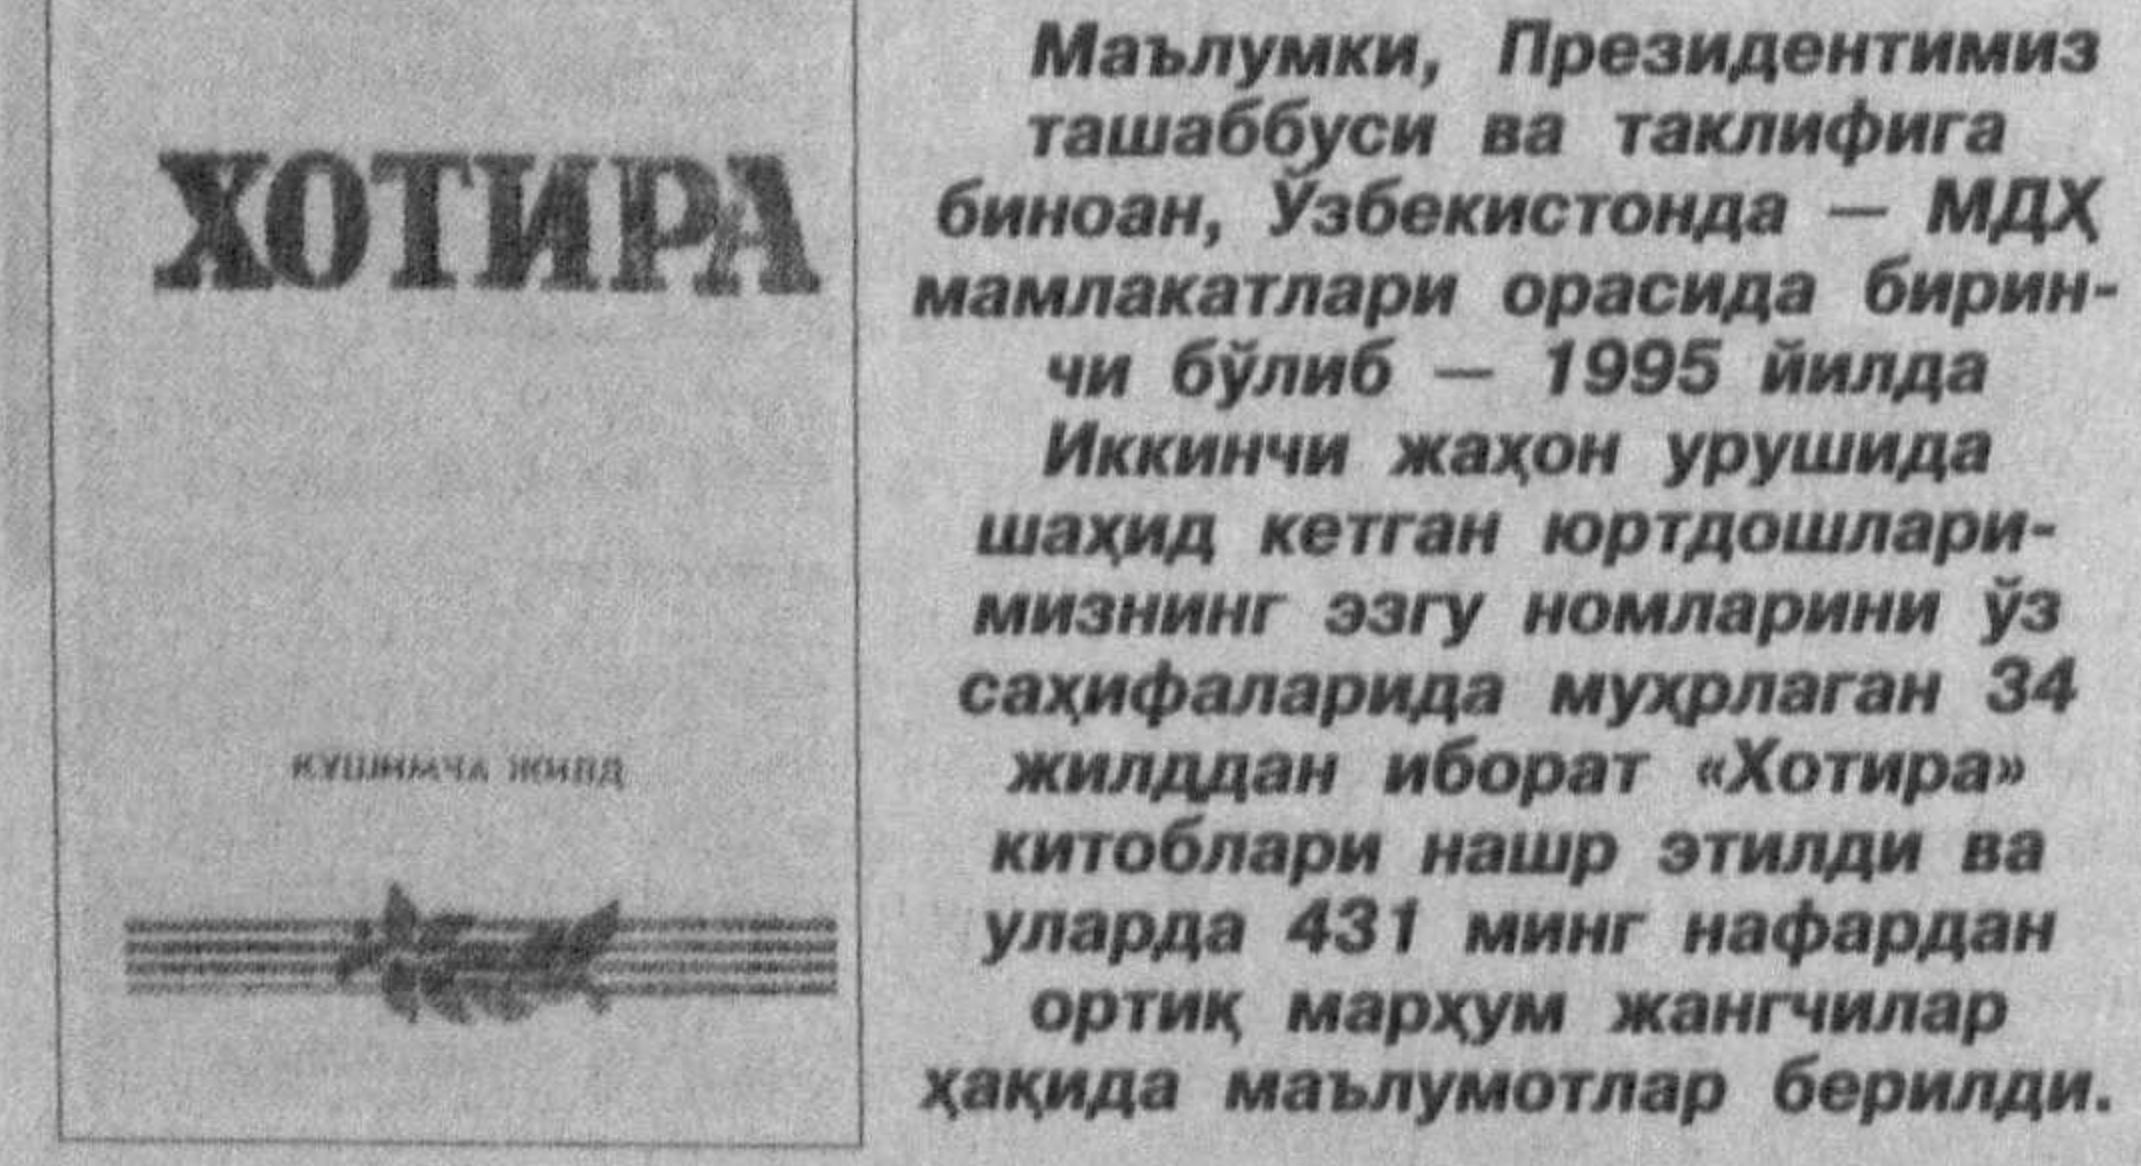 ХОТИРА
ҚЎШИМЧА ЖИЛД
Маълумки, Президентимиз
ташаббуси ва таклифига
биноан, Ўзбекистонда — МДҲ
мамлакатлари орасида бирин-
чи бўлиб — 1995 йилда
Иккинчи жаҳон урушида
шаҳид кетган юртдошлари-
мизнинг эзгу номларини ўз
саҳифаларида муҳрлаган 34
жилддан иборат «Хотира»
китоблари нашр этилди ва
уларда 431 минг нафардан
ортиқ марҳум жангчилар
ҳақида маълумотлар берилди.